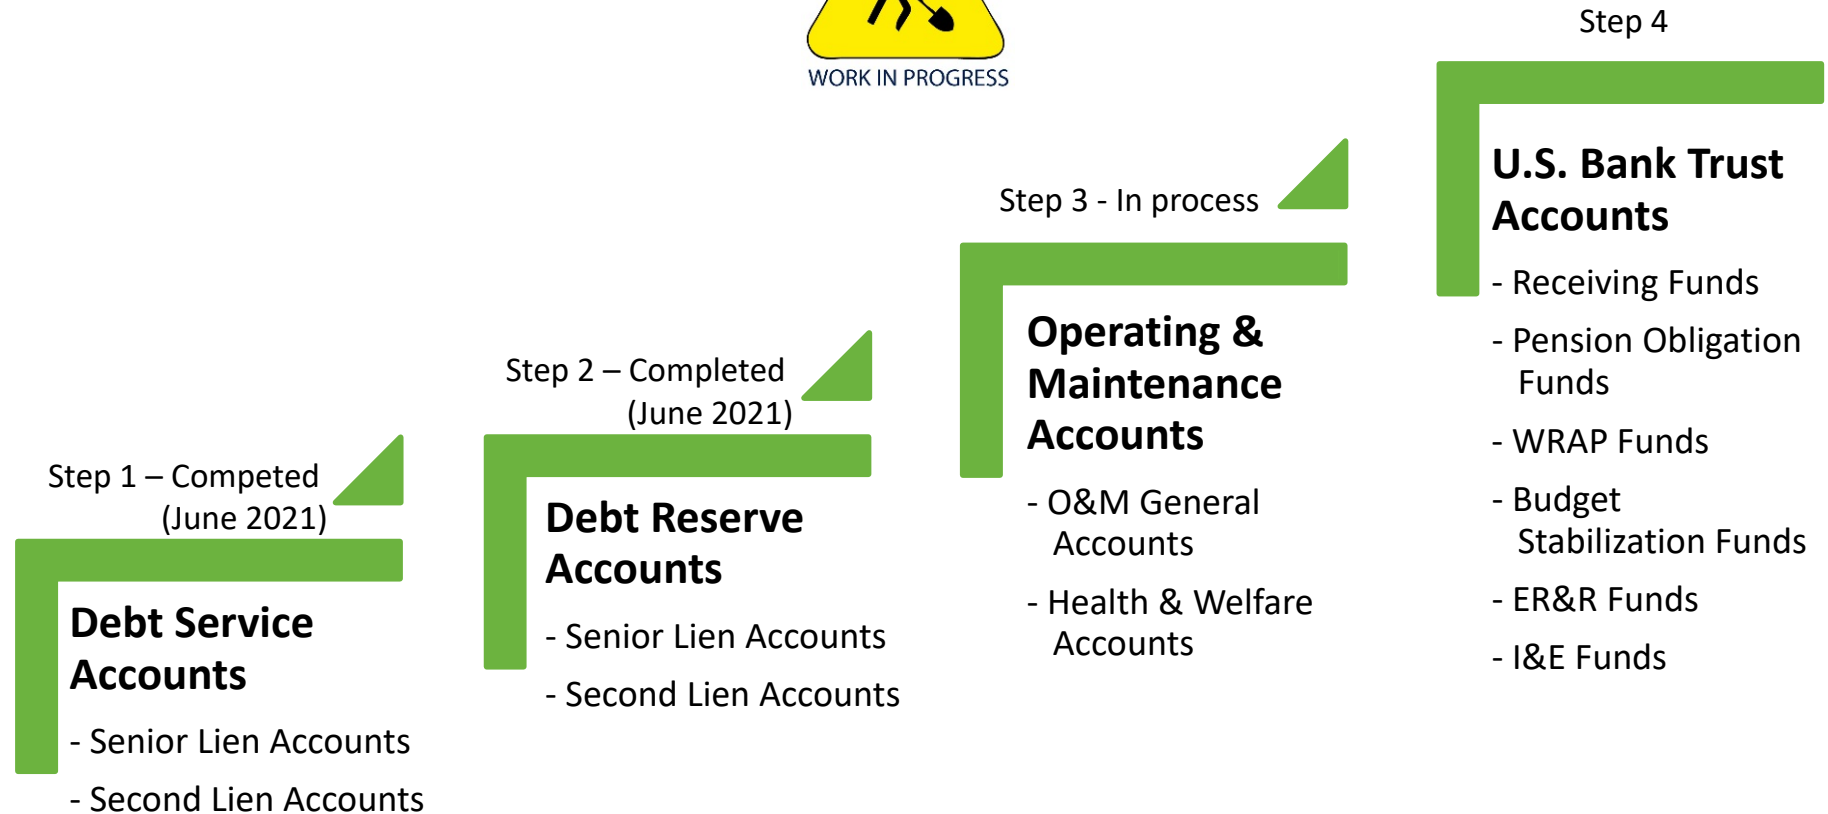 WORK IN PROGRESS
Step 1 – Competed
(June 2021)
Debt Service
Accounts
- Senior Lien Accounts
- Second Lien Accounts
Step 2 – Completed
(June 2021)
Debt Reserve
Accounts
- Senior Lien Accounts
- Second Lien Accounts
Step 3 - In process
Operating &
Maintenance
Accounts
- O&M General
Accounts
- Health & Welfare
Accounts
Step 4
U.S. Bank Trust
Accounts
- Receiving Funds
- Pension Obligation
Funds
- WRAP Funds
- Budget
Stabilization Funds
- ER&R Funds
- I&E Funds